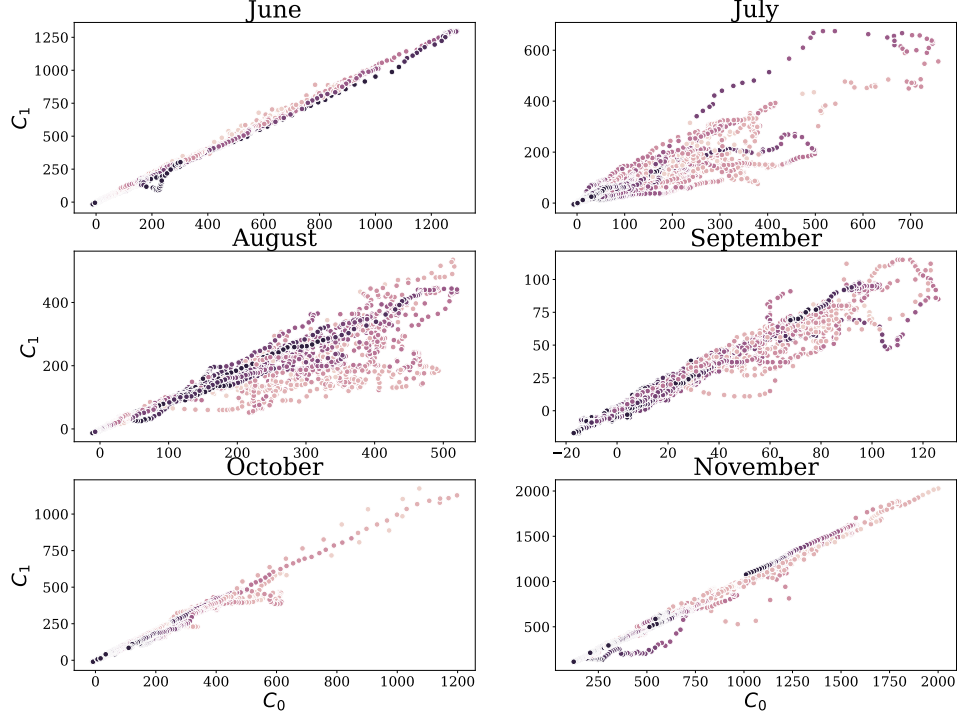 June
July
1250
1000
750
500
250
0
C₁
0 200 400 600 800 1000 1200
600
400
200
0
0 100 200 300 400 500 600 700
August
September
400
200
0
C₁
0 100 200 300 400 500
100
75
50
25
0
−20 0 20 40 60 80 100 120
October
November
1000
750
500
250
0
C₁
0 200 400 600 800 1000 1200
C₀
2000
1500
1000
500
250 500 750 1000 1250 1500 1750 2000
C₀